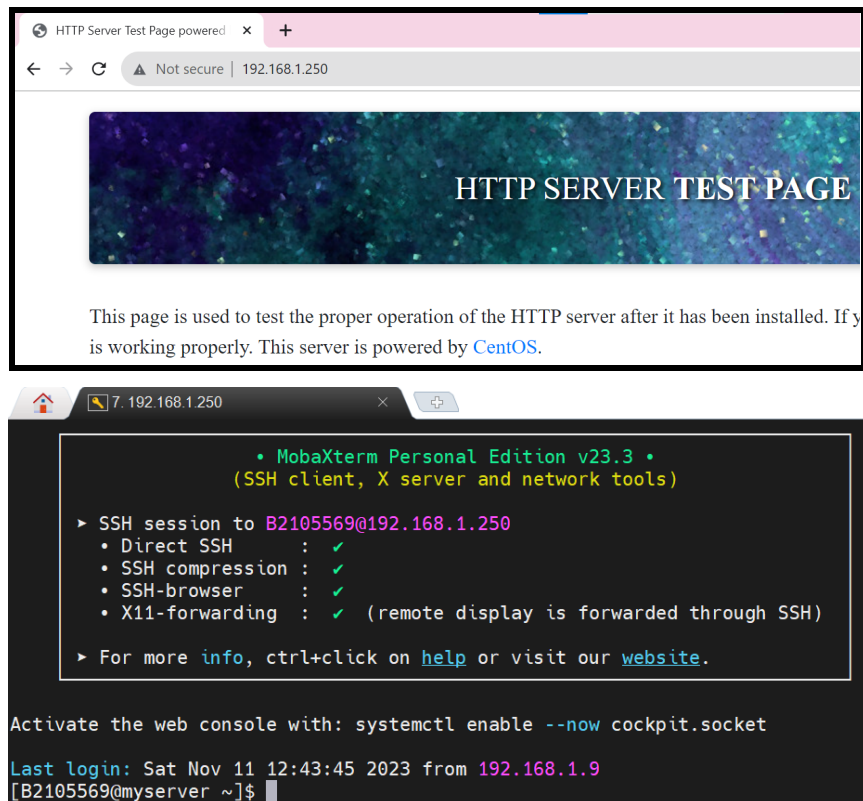 HTTP Server Test Page powered
Not secure | 192.168.1.250
HTTP SERVER TEST PAGE
This page is used to test the proper operation of the HTTP server after it has been installed. If
is working properly. This server is powered by CentOS.
7. 192.168.1.250
• MobaXterm Personal Edition v23.3 •
(SSH client, X server and network tools)
➤ SSH session to B2105569@192.168.1.250
• Direct SSH : ✔
• SSH compression : ✔
• SSH-browser : ✔
• X11-forwarding : ✔ (remote display is forwarded through SSH)
➤ For more info, ctrl+click on help or visit our website.
Activate the web console with: systemctl enable --now cockpit.socket
Last login: Sat Nov 11 12:43:45 2023 from 192.168.1.9
[B2105569@myserver ~]$